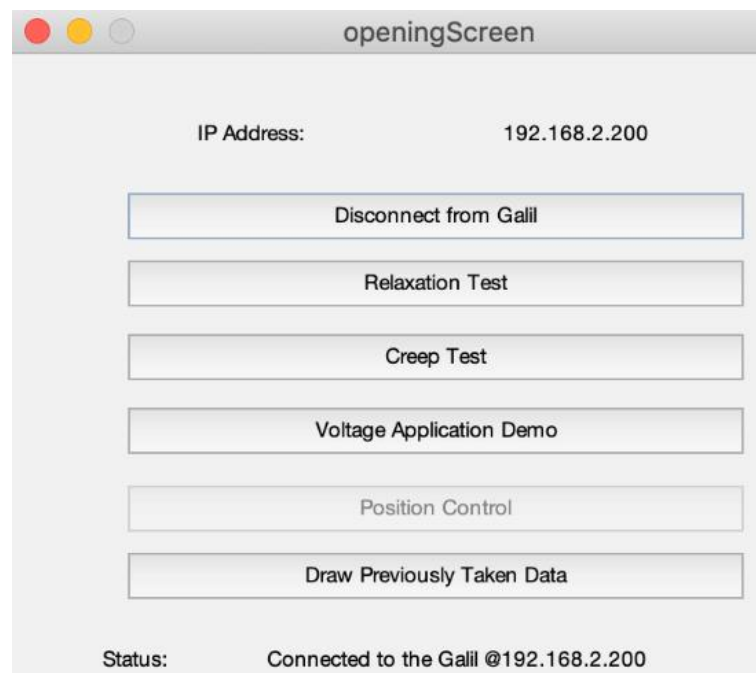 openingScreen
IP Address: 192.168.2.200
Disconnect from Galil
Relaxation Test
Creep Test
Voltage Application Demo
Position Control
Draw Previously Taken Data
Status: Connected to the Galil @192.168.2.200